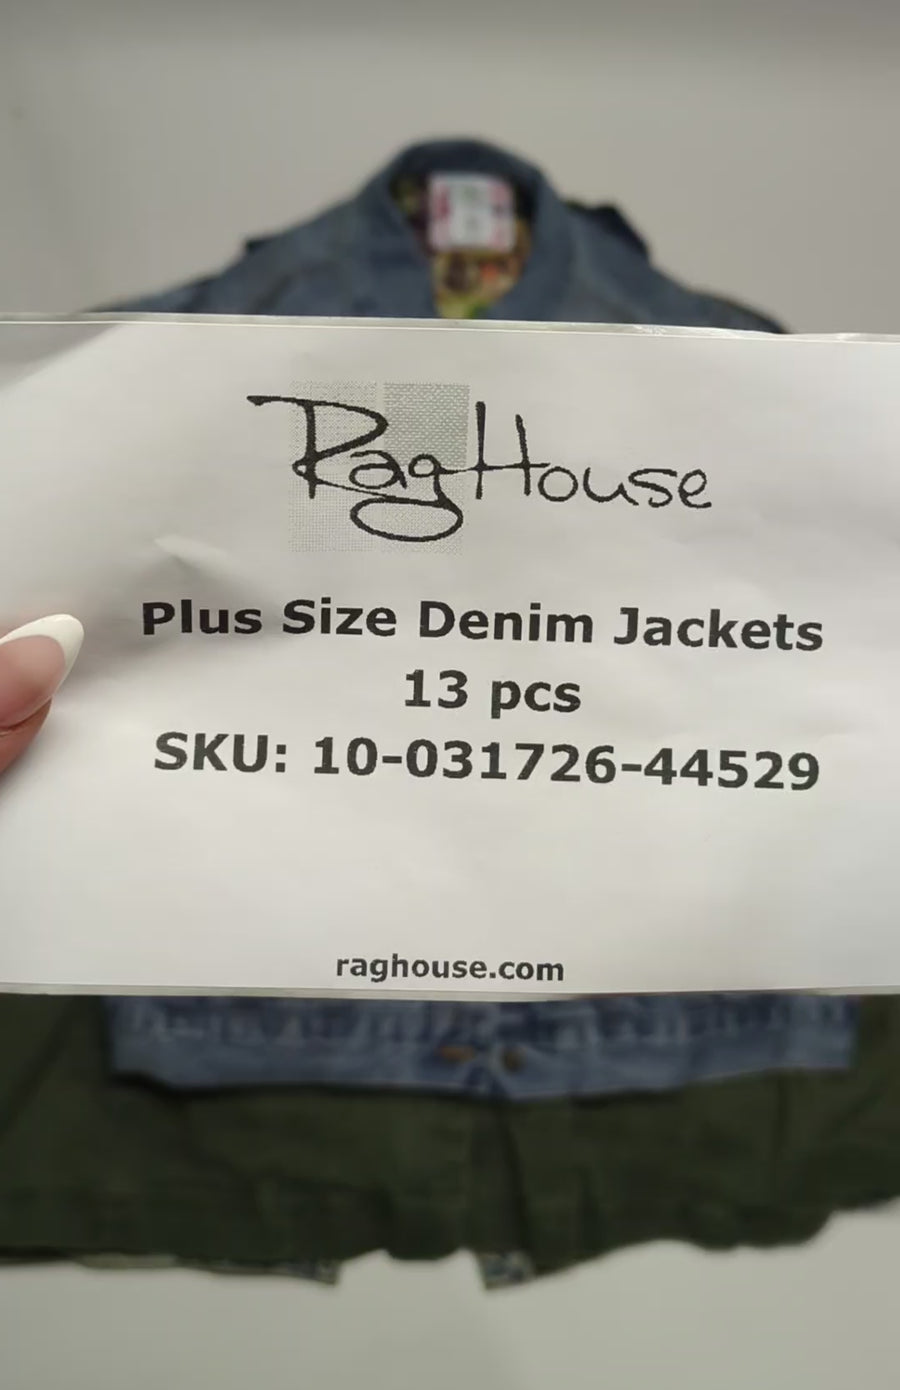 RagHouse
Plus Size Denim Jackets
13 pcs
SKU: 10-031726-44529
raghouse.com